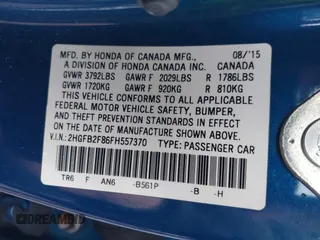 MFD. BY HONDA OF CANADA MFG., 08/'15
A DIVISION OF HONDA CANADA INC. CANADA
GVWR 3792LBS GAWR F 2029LBS R 1786LBS
GVWR 1720KG GAWR F 920KG R 810KG
THIS VEHICLE CONFORMS TO ALL APPLICABLE
FEDERAL MOTOR VEHICLE SAFETY, BUMPER,
AND THEFT PREVENTION STANDARDS IN EFFECT
ON THE DATE OF MANUFACTURE SHOWN ABOVE.
V.I.N.: 2HGFB2F86FH557370 TYPE: PASSENGER CAR
TR6 F AN6 -B561P -B -H
DREAMBID